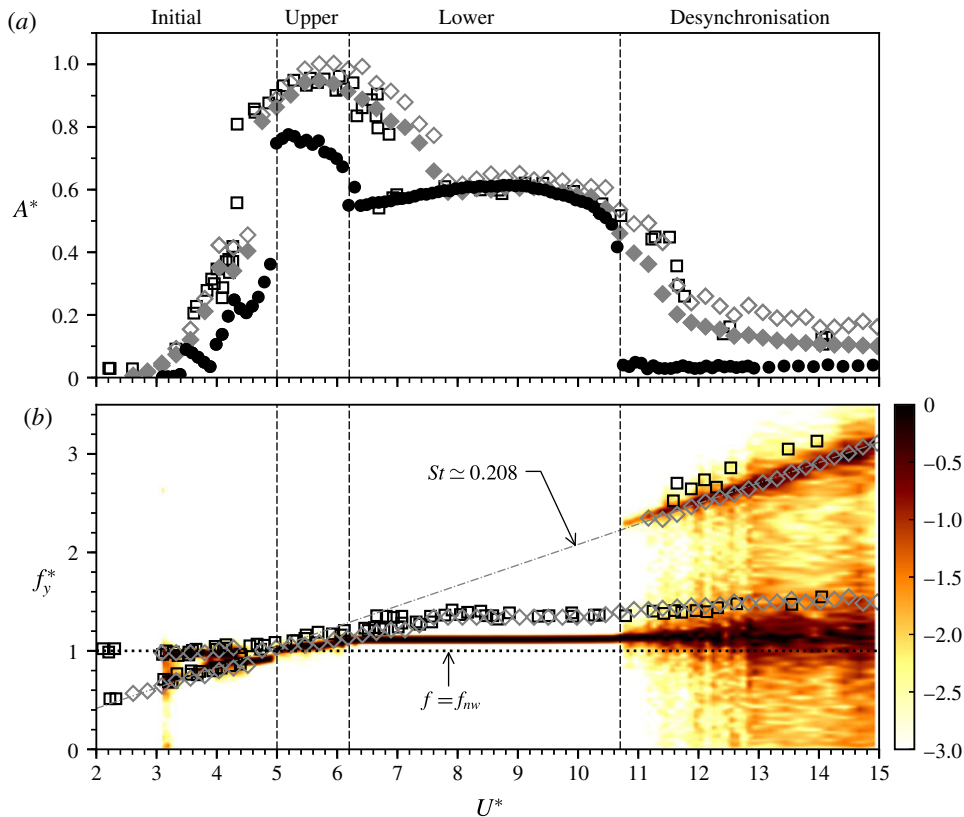 Initial Upper Lower Desynchronisation
(a)
1.0
0.8
0.6
A*
0.4
0.2
0
(b)
0
3
-0.5
St ≃ 0.208
-1.0
2
f*y
-1.5
1
-2.0
f = fnw
-2.5
0
-3.0
2 3 4 5 6 7 8 9 10 11 12 13 14 15
U*